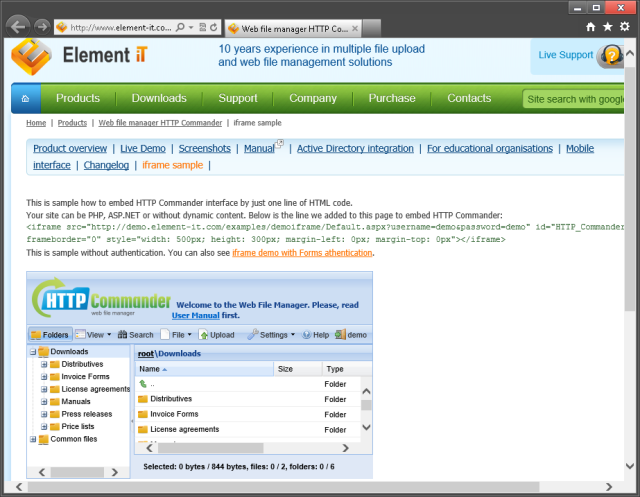 http://www.element-it.co...
Web file manager HTTP Co...
Element iT
10 years experience in multiple file upload
and web file management solutions
Live Support
Products Downloads Support Company Purchase Contacts
Site search with google
Home | Products | Web file manager HTTP Commander | iframe sample
Product overview | Live Demo | Screenshots | Manual | Active Directory integration | For educational organisations | Mobile
interface | Changelog | iframe sample |
This is sample how to embed HTTP Commander interface by just one line of HTML code.
Your site can be PHP, ASP.NET or without dynamic content. Below is the line we added to this page to embed HTTP Commander:
<iframe src="http://demo.element-it.com/examples/demoiframe/Default.aspx?username=demo&password=demo" id="HTTP_Commander
frameborder="0" style="width: 500px; height: 300px; margin-left: 0px; margin-top: 0px"></iframe>
This is sample without authentication. You can also see iframe demo with Forms athentication.
HTTP Commander
web file manager
Welcome to the Web File Manager. Please, read
User Manual first.
Folders View Search File Upload Settings Help demo
Downloads
Distributives
Invoice Forms
License agreements
Manuals
Press releases
Price lists
Common files
root\Downloads
Name Size Type
.. Folder
Distributives Folder
Invoice Forms Folder
License agreements Folder
Selected: 0 bytes / 844 bytes, files: 0 / 2, folders: 0 / 6